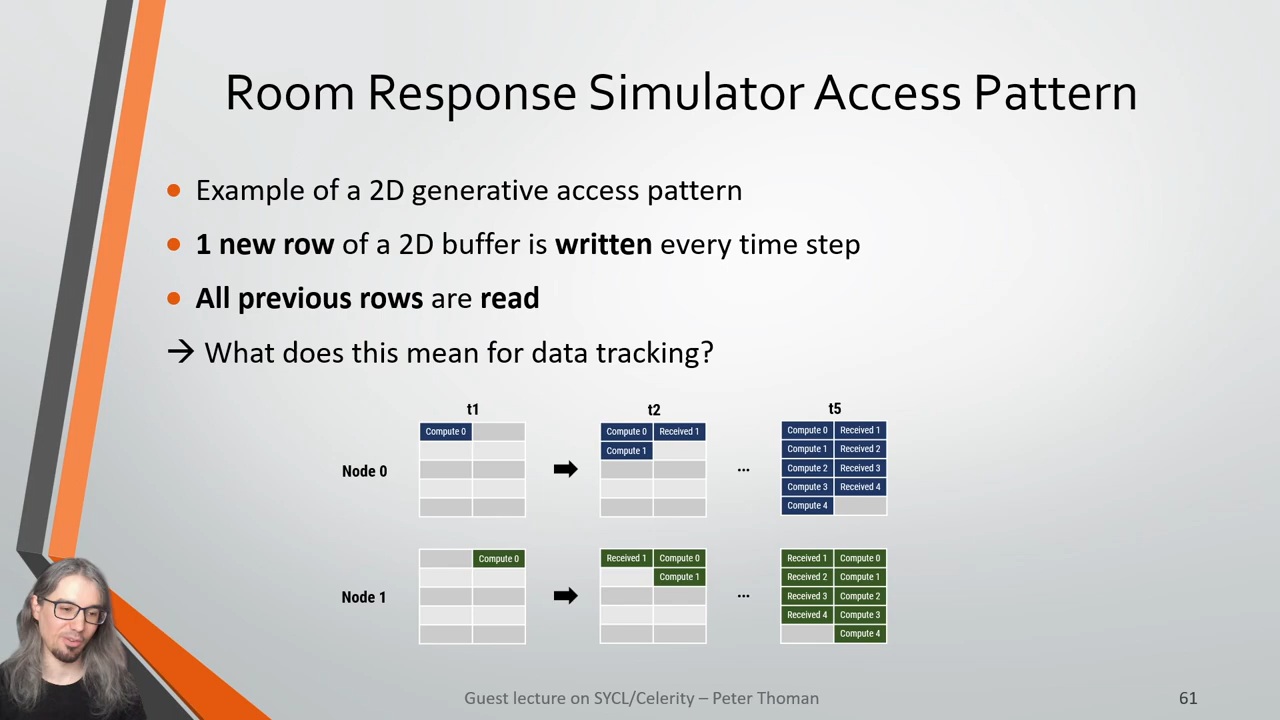 Room Response Simulator Access Pattern
Example of a 2D generative access pattern
1 new row of a 2D buffer is written every time step
All previous rows are read
→ What does this mean for data tracking?
t1 t2 t5
Node 0
Compute 0
Compute 0 Received 1
Compute 1
...
Compute 0 Received 1
Compute 1 Received 2
Compute 2 Received 3
Compute 3 Received 4
Compute 4
Node 1
Compute 0
Received 1 Compute 0
Compute 1
...
Received 1 Compute 0
Received 2 Compute 1
Received 3 Compute 2
Received 4 Compute 3
Compute 4
Guest lecture on SYCL/Celerity – Peter Thoman
61